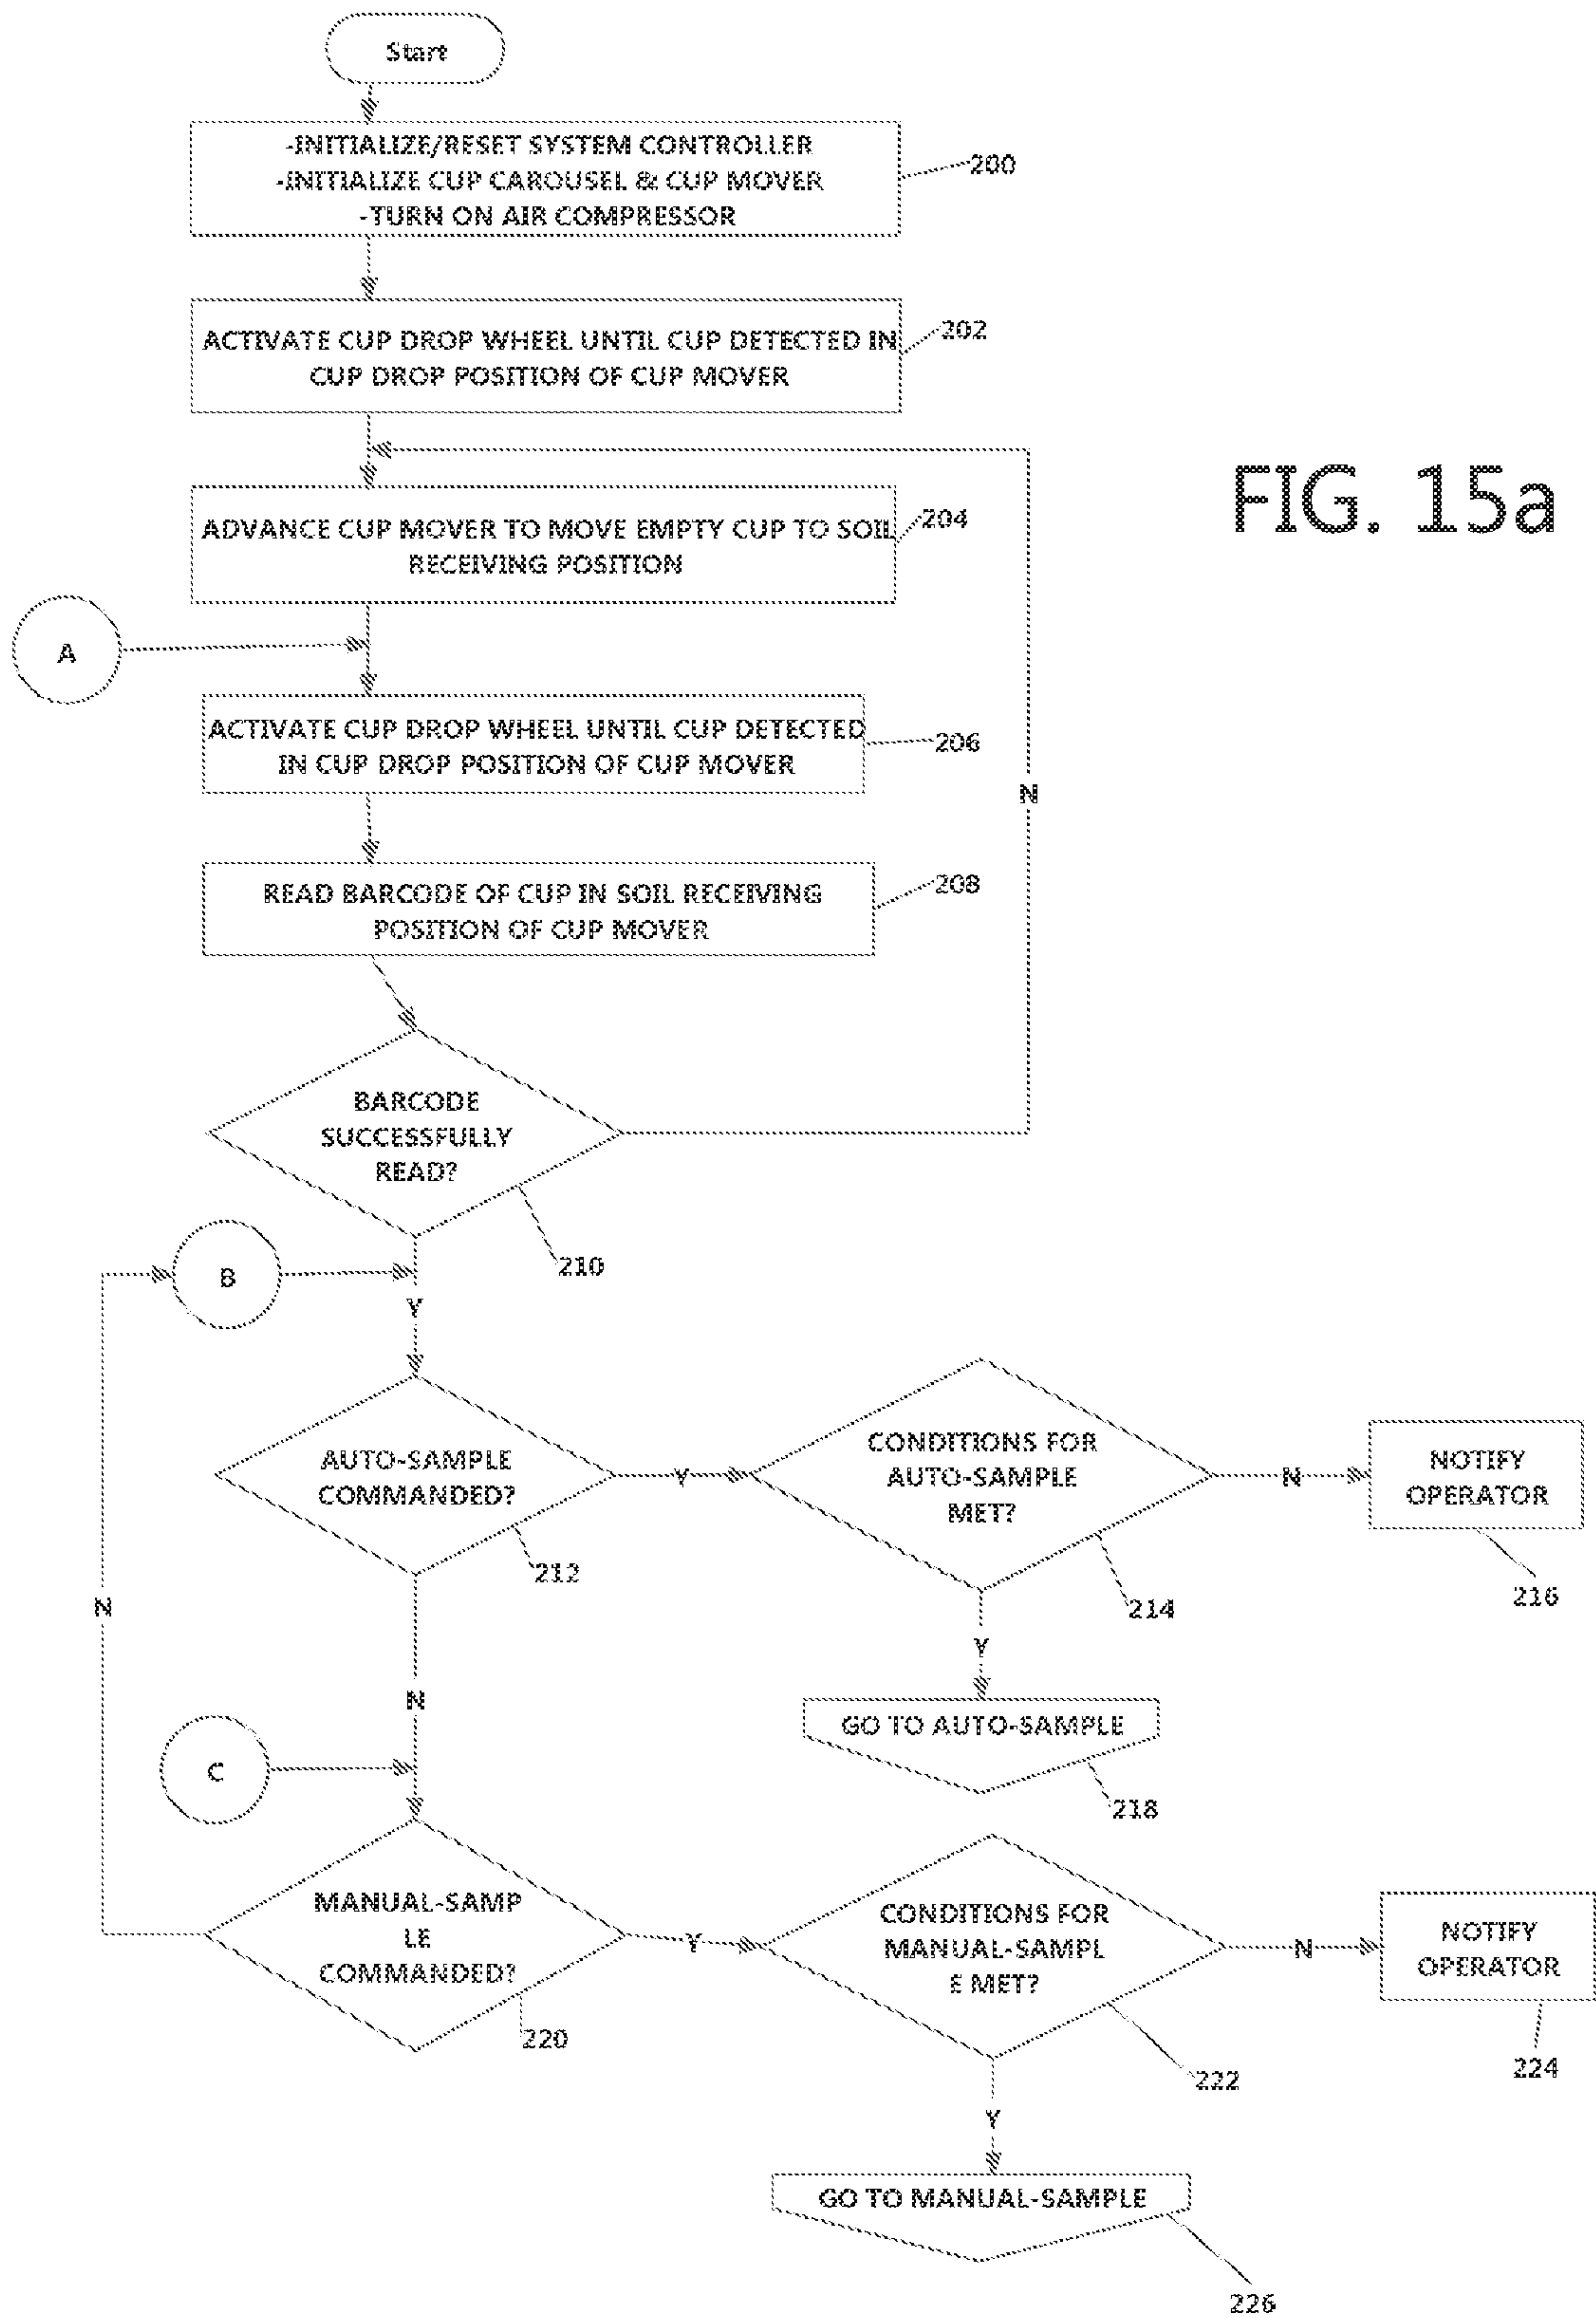 Start
-INITIALIZE/RESET SYSTEM CONTROLLER
-INITIALIZE CUP CAROUSEL & CUP MOVER
-TURN ON AIR COMPRESSOR
200
ACTIVATE CUP DROP WHEEL UNTIL CUP DETECTED IN
CUP DROP POSITION OF CUP MOVER
202
FIG. 15a
ADVANCE CUP MOVER TO MOVE EMPTY CUP TO SOIL
RECEIVING POSITION
204
A
ACTIVATE CUP DROP WHEEL UNTIL CUP DETECTED
IN CUP DROP POSITION OF CUP MOVER
206
N
READ BARCODE OF CUP IN SOIL RECEIVING
POSITION OF CUP MOVER
208
BARCODE
SUCCESSFULLY
READ?
210
B
Y
AUTO-SAMPLE
COMMANDED?
212
Y
CONDITIONS FOR
AUTO-SAMPLE
MET?
214
N
NOTIFY
OPERATOR
216
N
Y
GO TO AUTO-SAMPLE
218
N
C
MANUAL-SAMP
LE
COMMANDED?
220
Y
CONDITIONS FOR
MANUAL-SAMPL
E MET?
222
N
NOTIFY
OPERATOR
224
Y
GO TO MANUAL-SAMPLE
226